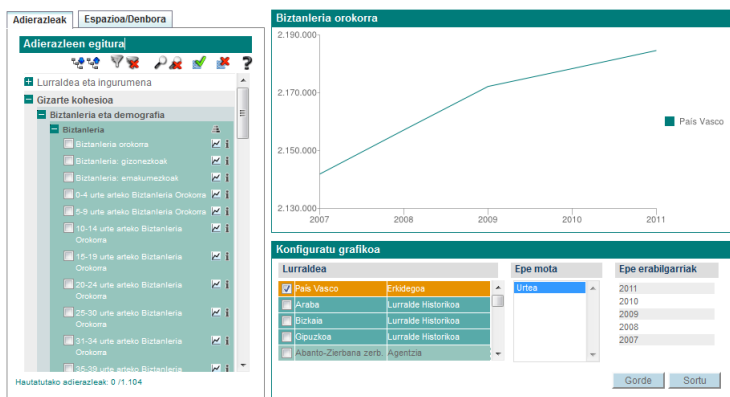 Adierazleak
Espazioa/Denbora
Adierazleen egitura
Lurraldea eta ingurumena
Gizarte kohesioa
Biztanleria eta demografia
Biztanleria
Biztanleria orokorra
Biztanleria: gizonezkoak
Biztanleria: emakumezkoak
0-4 urte arteko Biztanleria Orokorra
5-9 urte arteko Biztanleria Orokorra
10-14 urte arteko Biztanleria
Orokorra
15-19 urte arteko Biztanleria
Orokorra
20-24 urte arteko Biztanleria
Orokorra
25-30 urte arteko Biztanleria
Orokorra
31-34 urte arteko Biztanleria
Orokorra
35-39 urte arteko Biztanleria
Hautatutako adierazleak: 0 /1.104
Biztanleria orokorra
2.190.000
2.170.000
2.150.000
2.130.000
2007
2008
2009
2010
2011
País Vasco
Konfiguratu grafikoa
Lurraldea
País Vasco Erkidegoa
Araba Lurralde Historikoa
Bizkaia Lurralde Historikoa
Gipuzkoa Lurralde Historikoa
Abanto-Zierbana zerb. Agentzia
Epe mota
Urtea
Epe erabilgarriak
2011
2010
2009
2008
2007
Gorde
Sortu